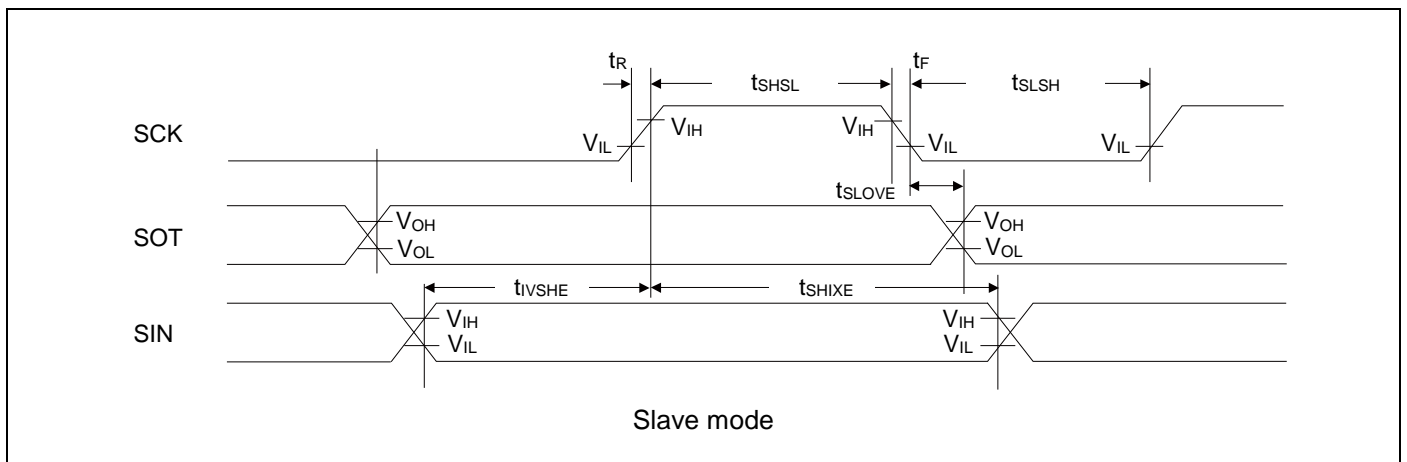 tR tSHSL tF tSLSH
SCK VIL VIH VIH VIL VIL
tSLOVE
SOT VOH VOL VOH VOL
tIVSHE tSHIXE
SIN VIH VIL VIH VIL
Slave mode